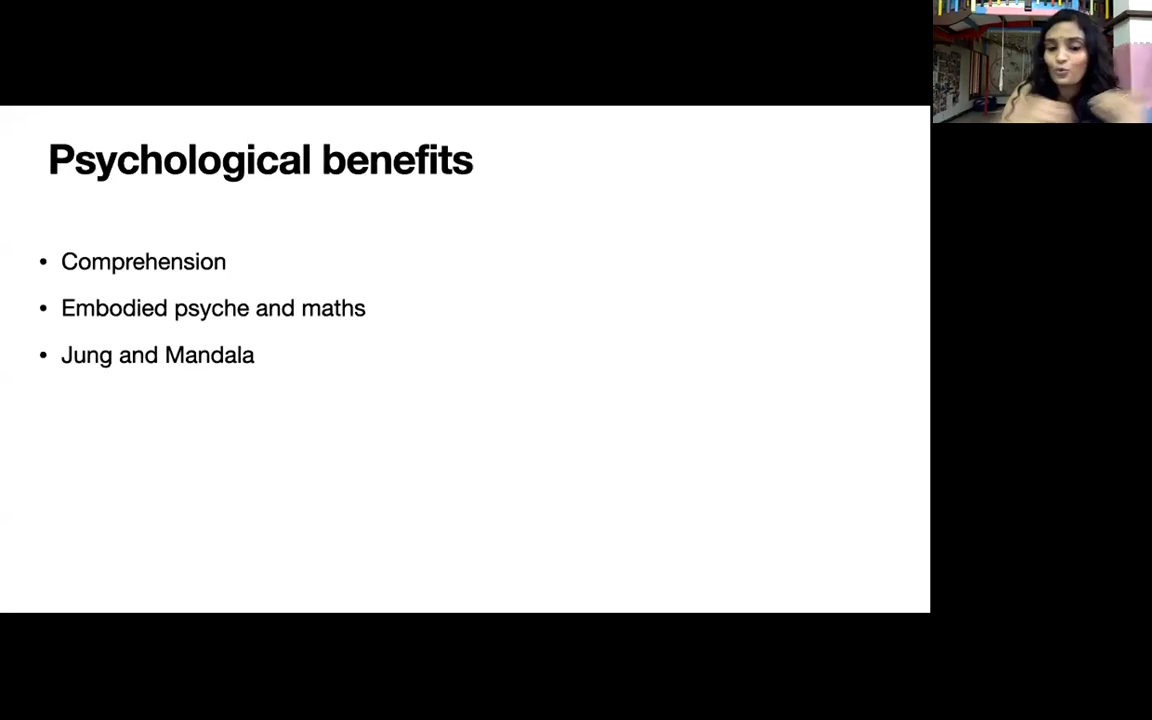 Psychological benefits
• Comprehension
• Embodied psyche and maths
• Jung and Mandala